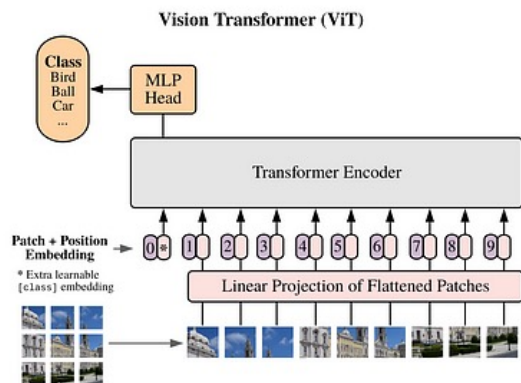 Vision Transformer (ViT)
Class
Bird
Ball
Car
...
MLP
Head
Transformer Encoder
Patch + Position
Embedding
0 * 1 2 3 4 5 6 7 8 9
* Extra learnable
[class] embedding
Linear Projection of Flattened Patches